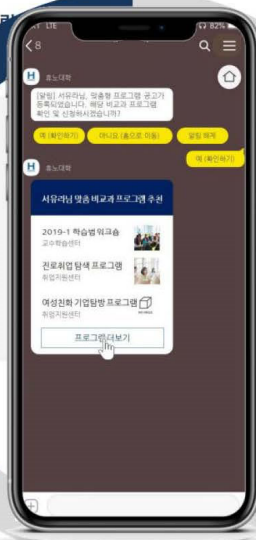 LTE
82%
< 8
H
휴노대학
[알림] 서유라님, 맞춤형 프로그램 공고가
등록되었습니다. 해당 비교과 프로그램
확인 및 신청하시겠습니까?
예 (확인하기)
아니요 (홈으로 이동)
알림 해제
예 (확인하기)
H
휴노대학
서유라님 맞춤 비교과 프로그램 추천
2019-1 학습법 워크숍
교수학습센터
진로취업 탐색 프로그램
취업지원센터
여성친화 기업탐방 프로그램
취업지원센터
프로그램 더보기